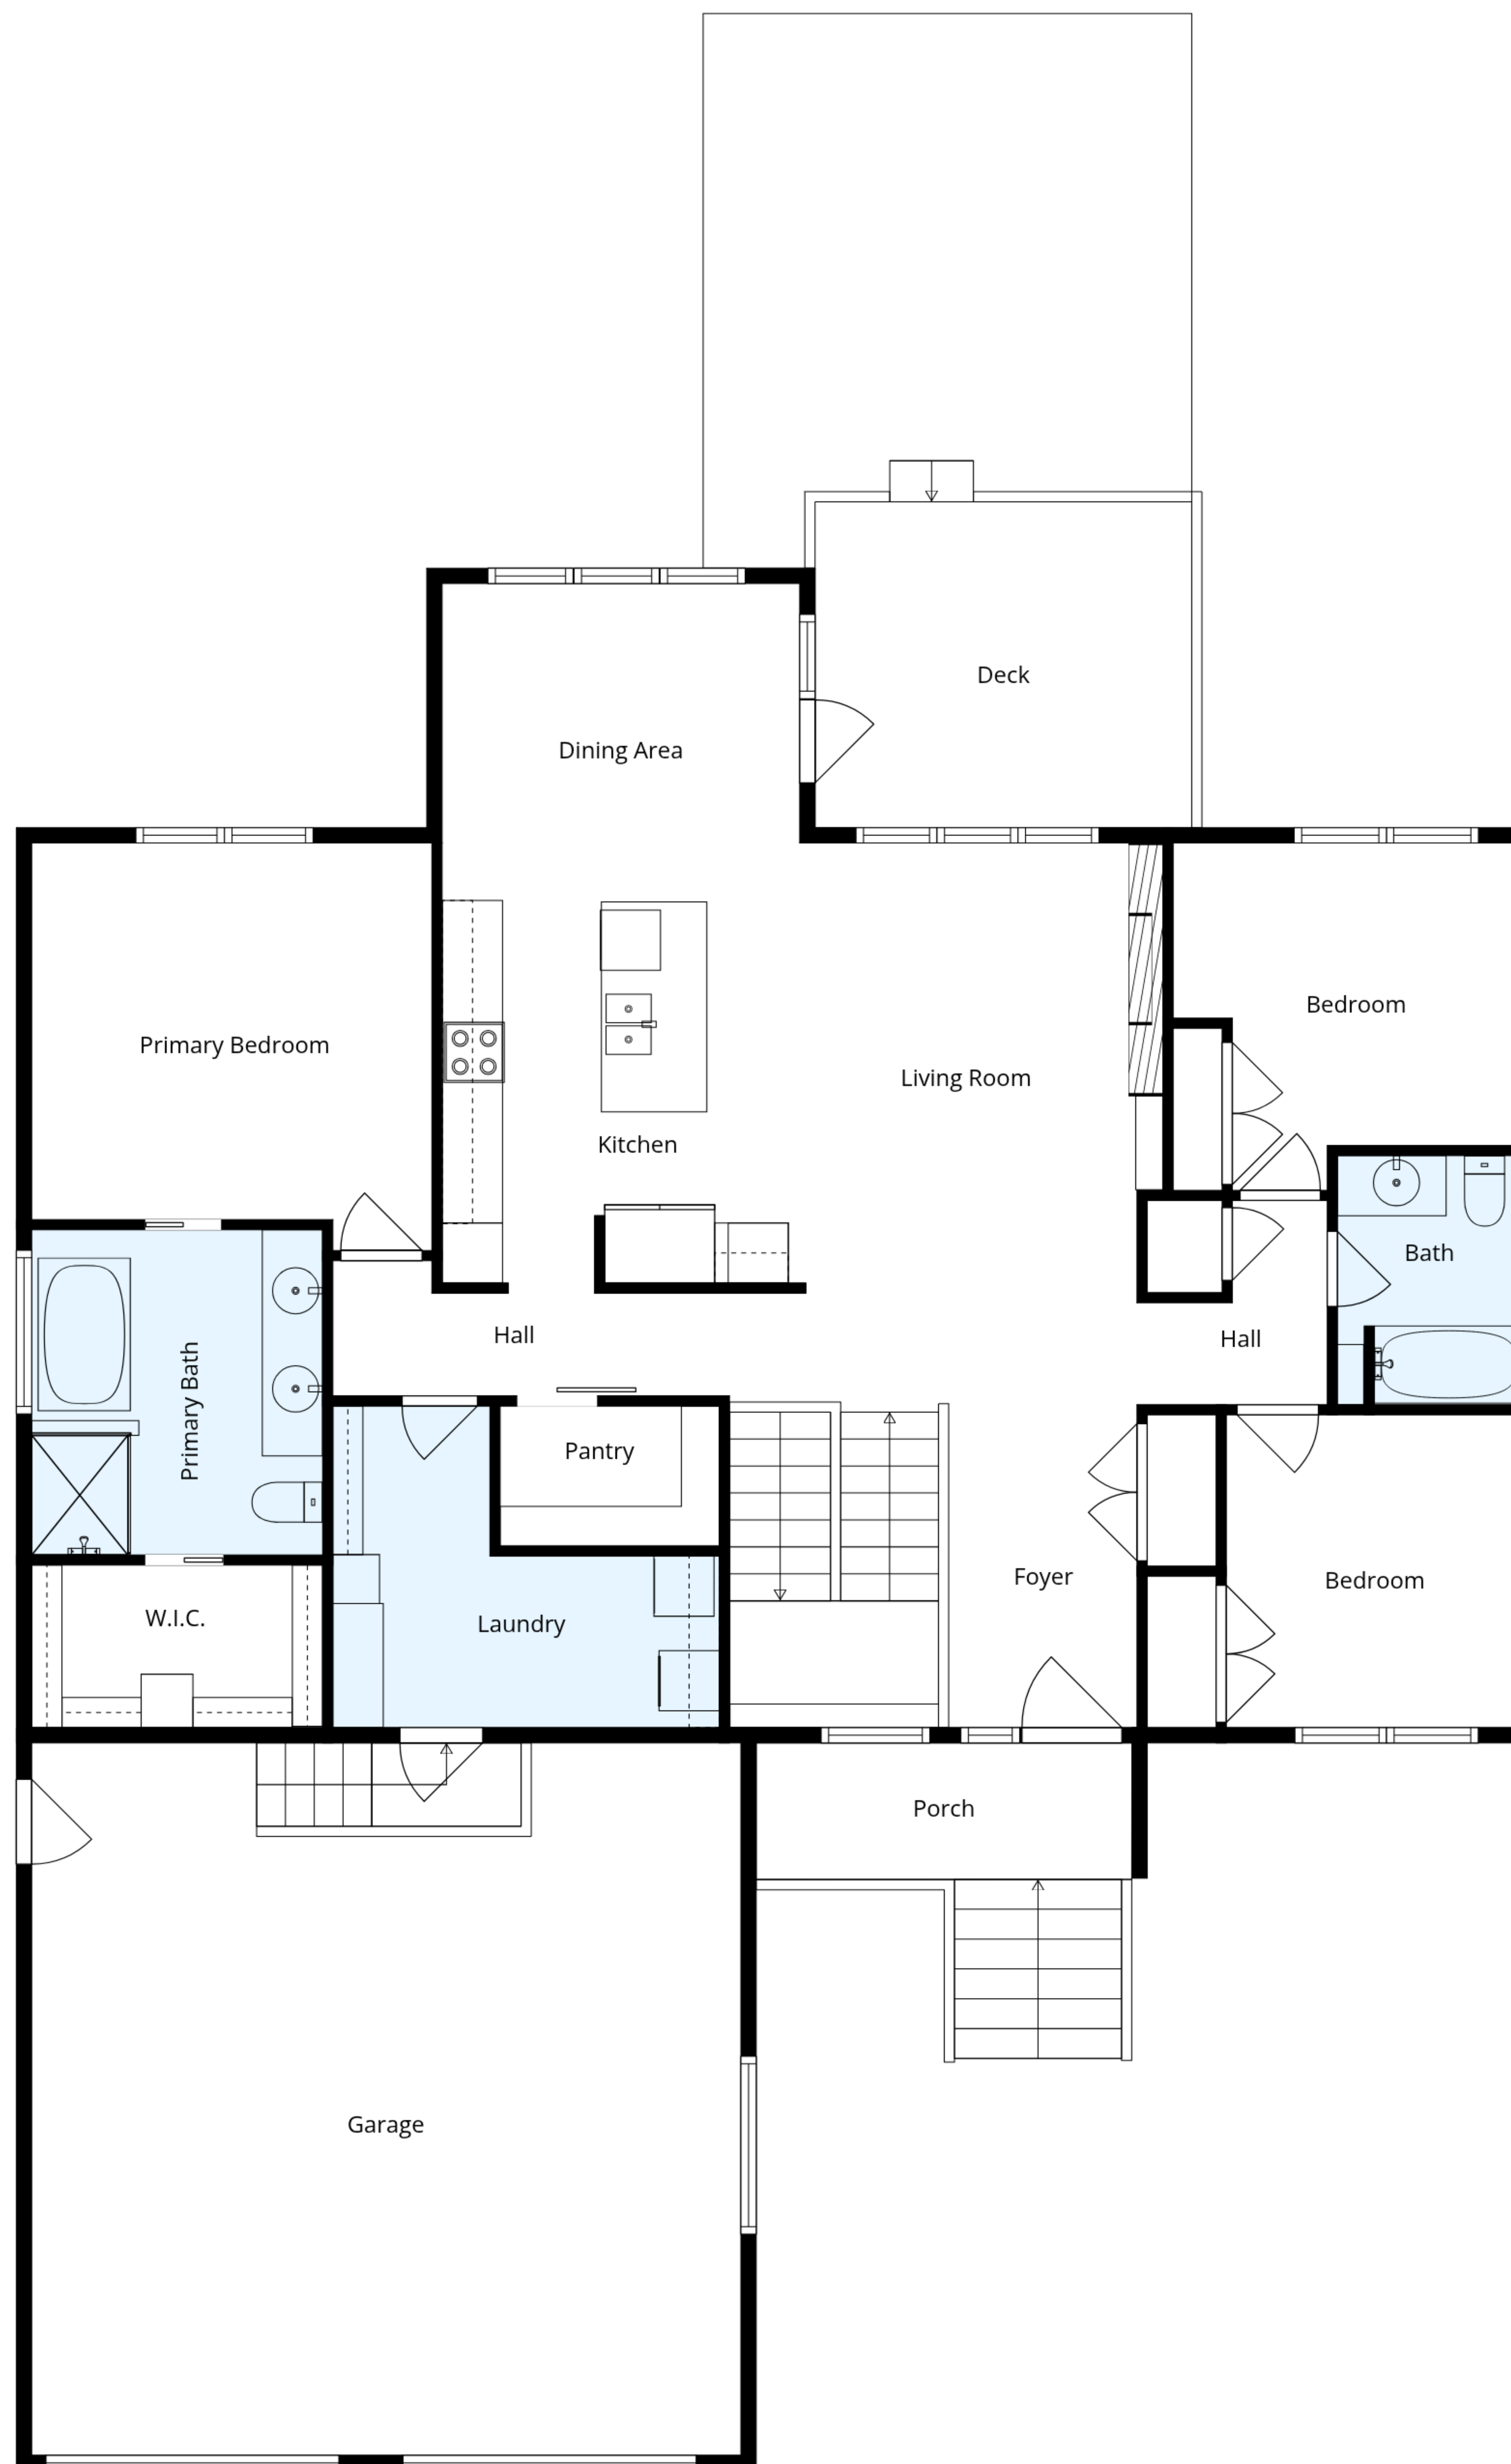 Deck
Dining Area
Bedroom
Primary Bedroom
Living Room
Kitchen
Bath
Hall
Hall
Primary Bath
Pantry
Foyer
Bedroom
W.I.C.
Laundry
Porch
Garage